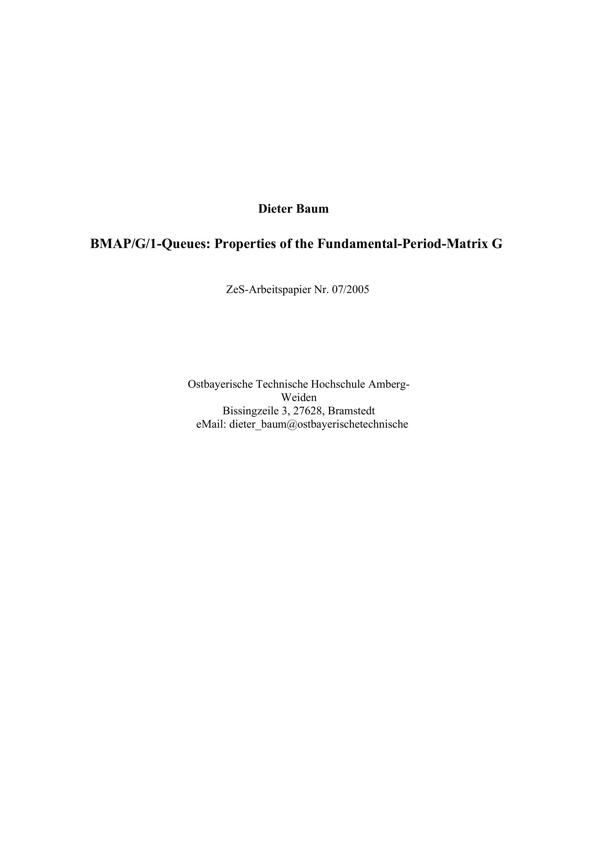 Dieter Baum
BMAP/G/1-Queues: Properties of the Fundamental-Period-Matrix G
ZeS-Arbeitspapier Nr. 07/2005
Ostbayerische Technische Hochschule Amberg-
Weiden
Bissingzeile 3, 27628, Bramstedt
eMail: dieter_baum@ostbayerischetechnische